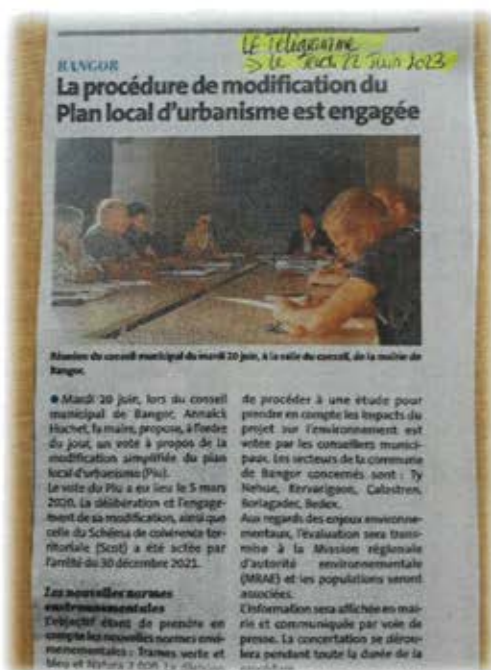 LE Télégramme
BANGOR
> Le Jeudi 22 Juin 2023
La procédure de modification du
Plan local d'urbanisme est engagée
Réunion du conseil municipal du mardi 20 juin, à la salle du conseil, de la mairie de
Bangor.
● Mardi 20 juin, lors du conseil
municipal de Bangor, Annaïck
Huchet, la maire, propose, à l'ordre
du jour, un vote à propos de la
modification simplifiée du plan
local d'urbanisme (Plu).
Le vote du Plu a eu lieu le 5 mars
2020. La délibération et l'engage-
ment de sa modification, ainsi que
celle du Schéma de cohérence ter-
ritoriale (Scot) a été actée par
l'arrêté du 30 décembre 2021.
Les nouvelles normes
environnementales
L'objectif étant de prendre en
compte les nouvelles normes envi-
ronnementales : Trames verte et
bleu et Natura 2 000. La
de procéder à une étude pour
prendre en compte les impacts du
projet sur l'environnement est
votée par les conseillers munici-
paux. Les secteurs de la commune
de Bangor concernés sont : Ty
Nehue, Kervarigeon, Calastren,
Borlagadec, Bedex.
Aux regards des enjeux environne-
mentaux, l'évaluation sera trans-
mise à la Mission régionale
d'autorité environnementale
(MRAE) et les populations seront
associées.
L'information sera affichée en mai-
rie et communiquée par voie de
presse. La concertation se dérou-
lera pendant toute la durée de la